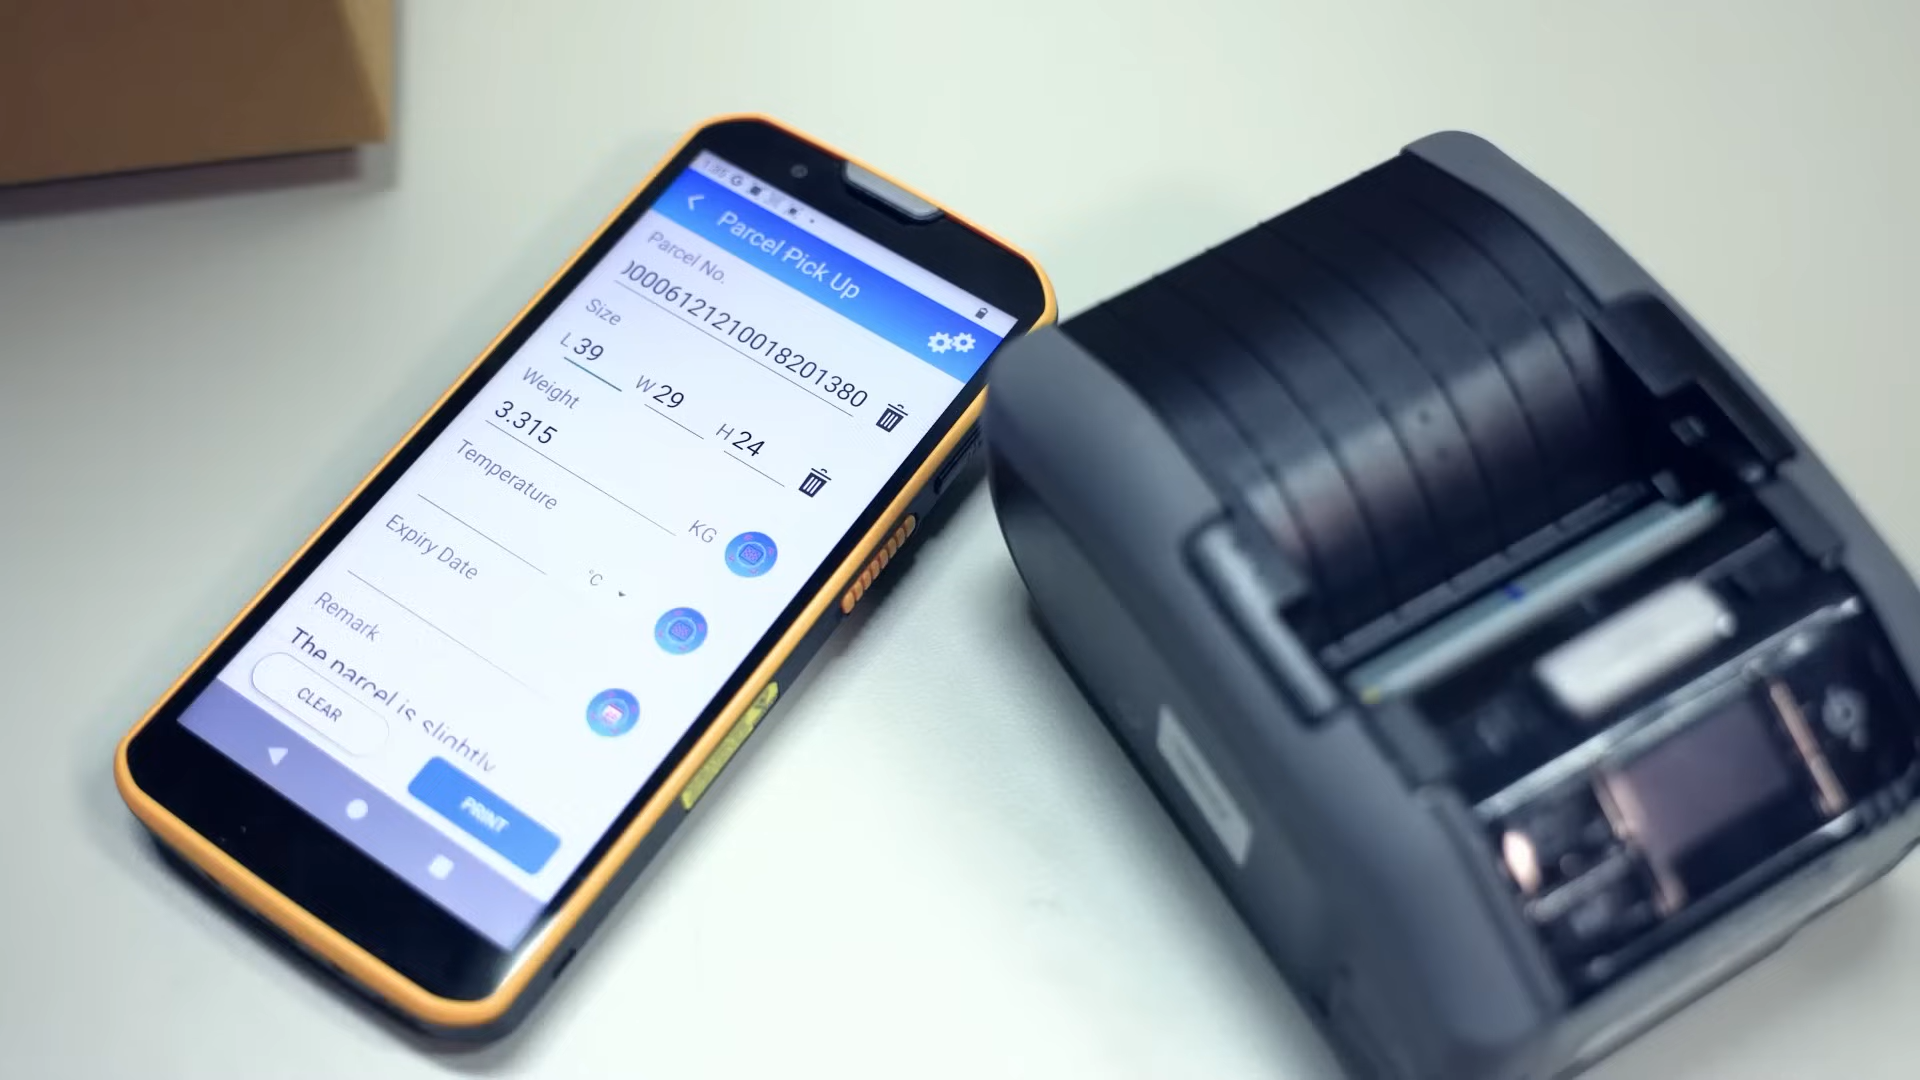 Parcel Pick Up
Parcel No.
0006121210018201380
Size
L 39 W 29 H 24
Weight
3.315 KG
Temperature
°C
Expiry Date
Remark
The parcel is slightly
CLEAR
PRINT